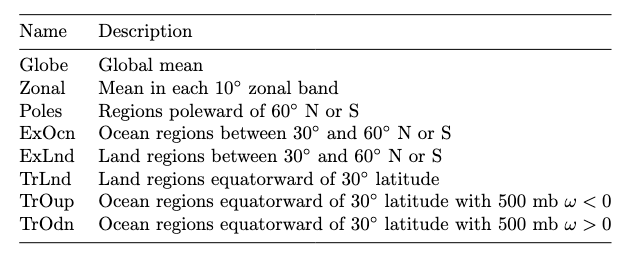 Name Description
Globe Global mean
Zonal Mean in each 10° zonal band
Poles Regions poleward of 60° N or S
ExOcn Ocean regions between 30° and 60° N or S
ExLnd Land regions between 30° and 60° N or S
TrLnd Land regions equatorward of 30° latitude
TrOup Ocean regions equatorward of 30° latitude with 500 mb ω < 0
TrOdn Ocean regions equatorward of 30° latitude with 500 mb ω > 0